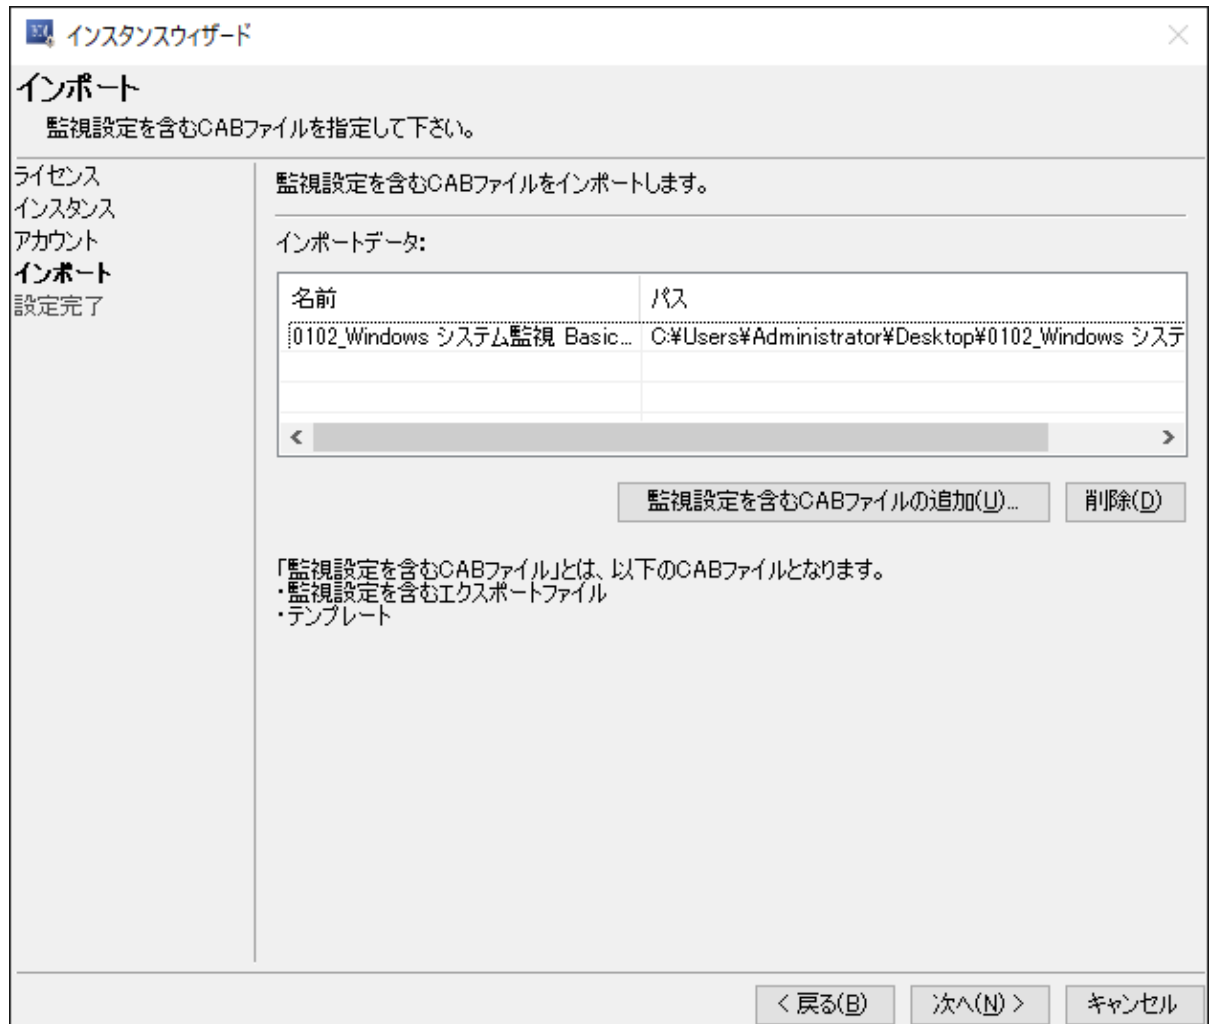 インスタンスウィザード
インポート
監視設定を含むCABファイルを指定して下さい。
ライセンス
インスタンス
アカウント
インポート
設定完了
監視設定を含むCABファイルをインポートします。
インポートデータ:
名前 パス
0102_Windows システム監視 Basic... C:¥Users¥Administrator¥Desktop¥0102_Windows システ
監視設定を含むCABファイルの追加(U)... 削除(D)
「監視設定を含むCABファイル」とは、以下のCABファイルとなります。
・監視設定を含むエクスポートファイル
・テンプレート
< 戻る(B) 次へ(N) > キャンセル